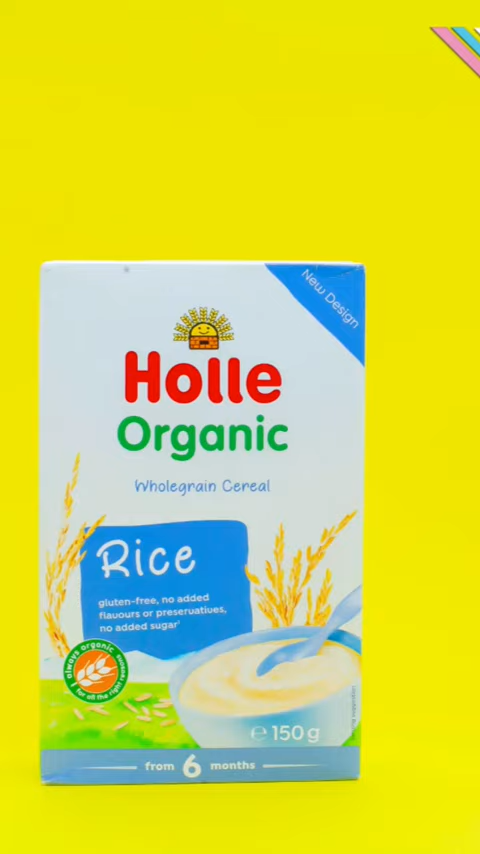 New Design
Holle
Organic
Wholegrain Cereal
Rice
gluten-free, no added
flavours or preservatives,
no added sugar¹
always organic
for all the right reasons
℮ 150 g
from 6 months